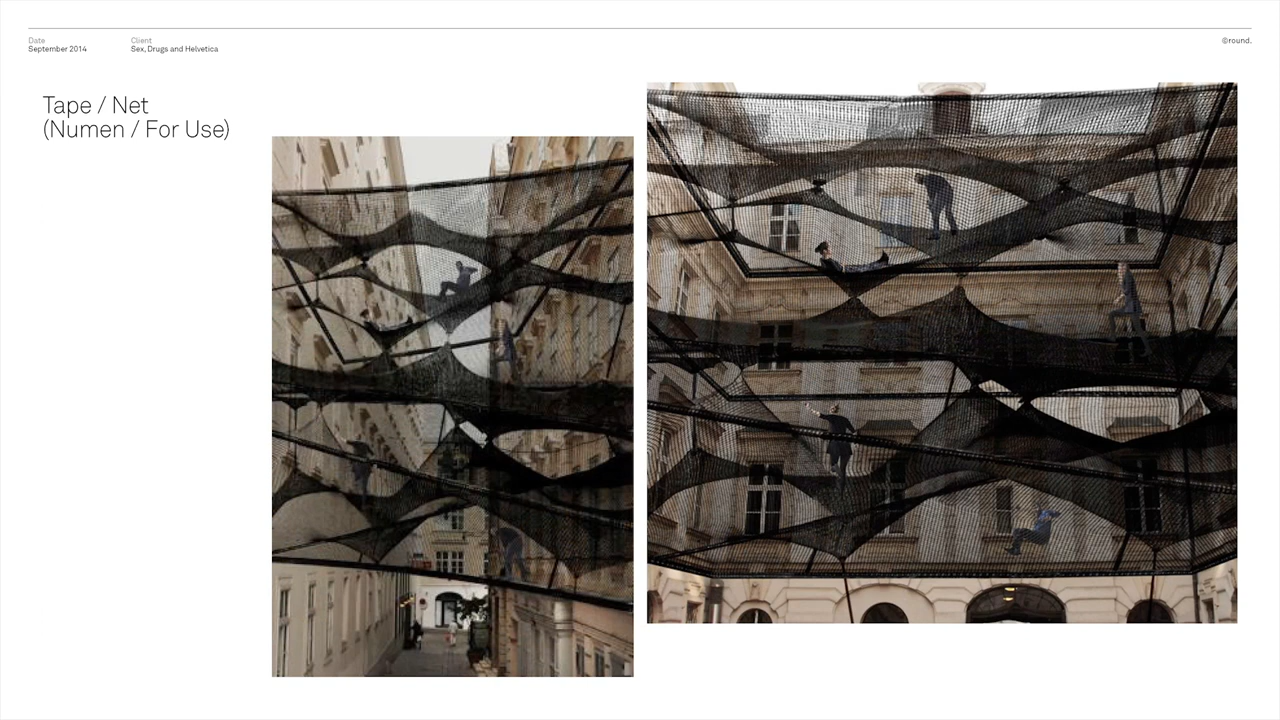 Date
September 2014
Client
Sex, Drugs and Helvetica
©round.
Tape / Net
(Numen / For Use)